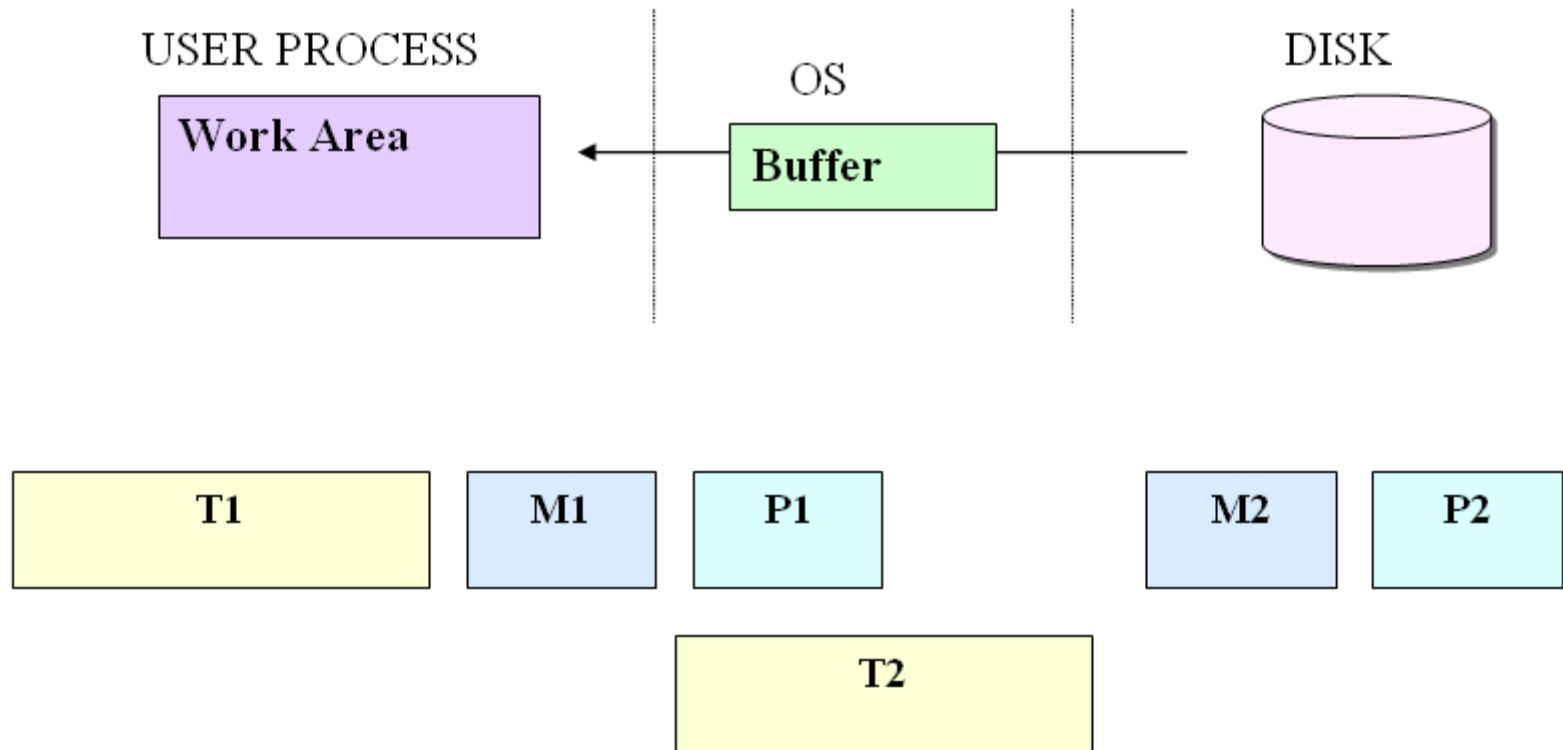 USER PROCESS
OS
DISK
Work Area
Buffer
T1
M1
P1
M2
P2
T2